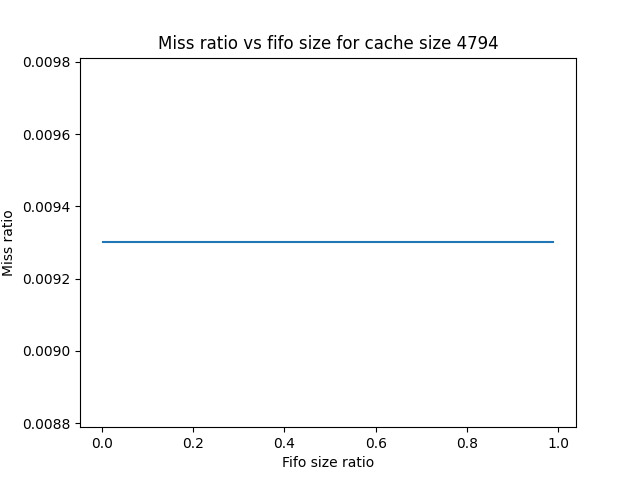 Miss ratio vs fifo size for cache size 4794
0.0098
0.0096
0.0094
0.0092
0.0090
0.0088
Miss ratio
0.0 0.2 0.4 0.6 0.8 1.0
Fifo size ratio